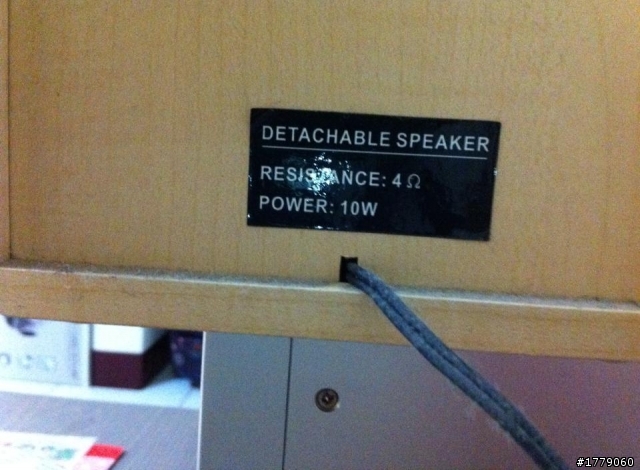 DETACHABLE SPEAKER
RESISTANCE: 4 Ω
POWER: 10W
#1779060